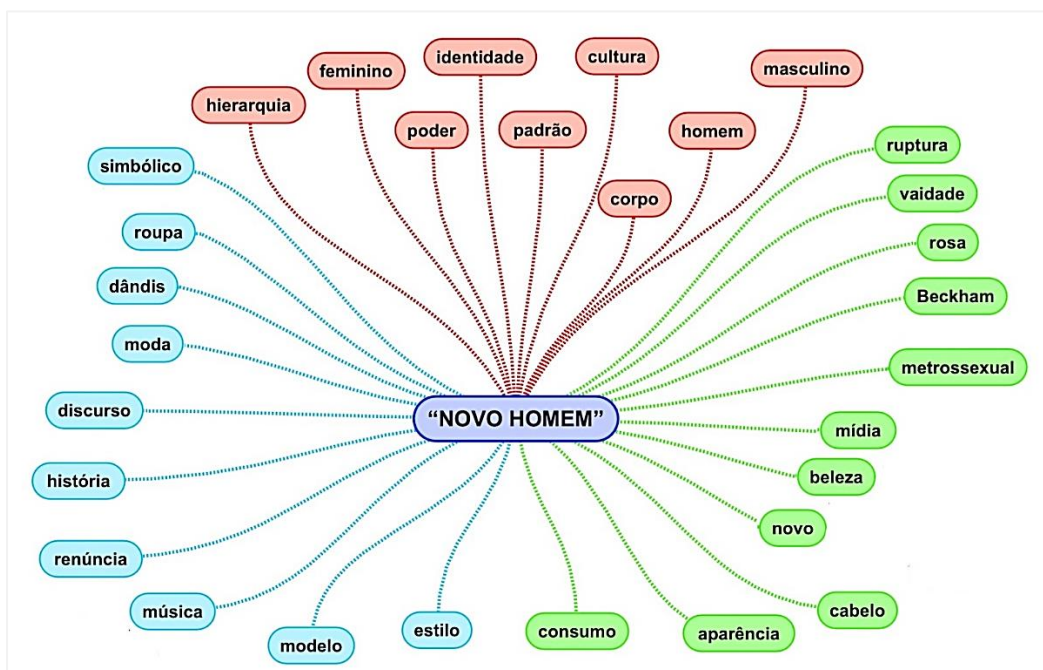 identidade
cultura
feminino
masculino
hierarquia
poder
padrão
homem
corpo
ruptura
vaidade
rosa
Beckham
metrossexual
mídia
beleza
novo
cabelo
aparência
consumo
simbólico
roupa
dândis
moda
discurso
história
renúncia
música
modelo
estilo
“NOVO HOMEM”